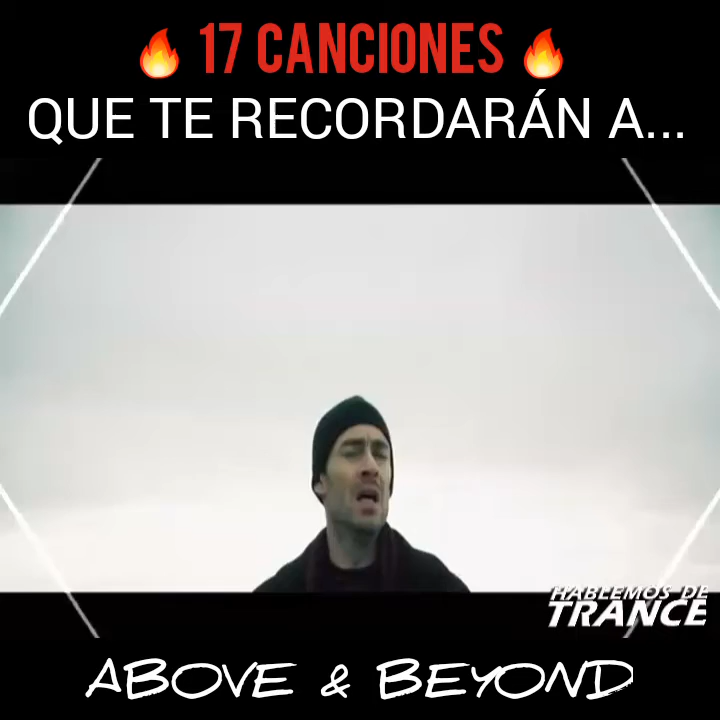 🔥 17 CANCIONES 🔥
QUE TE RECORDARÁN A...
HABLEMOS DE
TRANCE
ABOVE & BEYOND